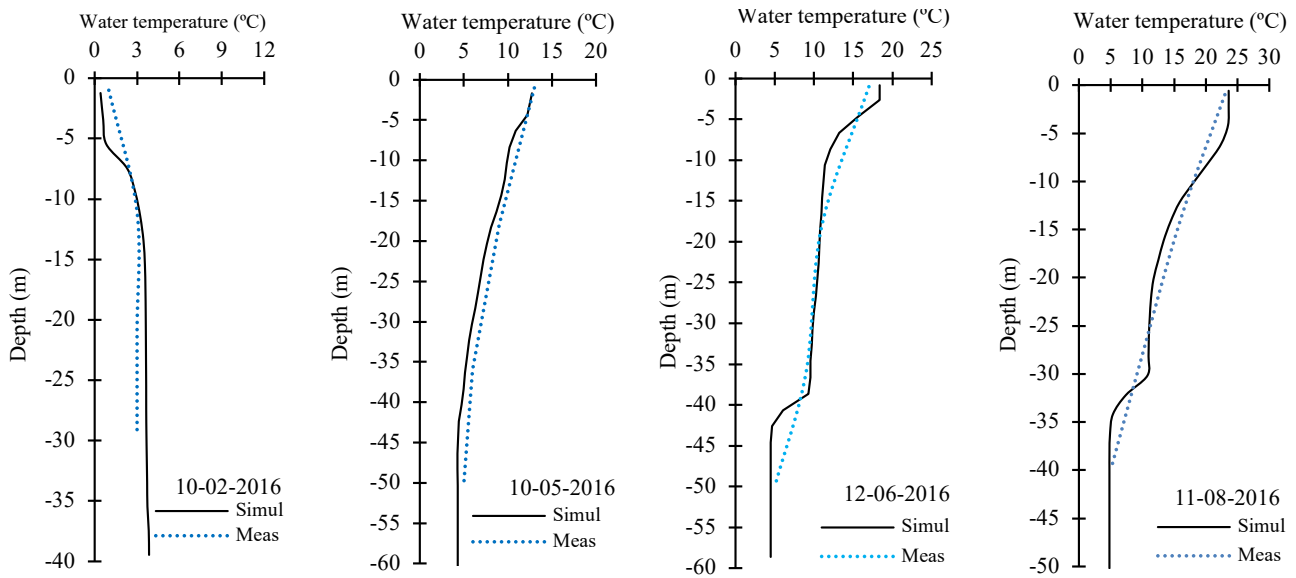 Water temperature (ºC)
0 3 6 9 12
0
-5
-10
-15
-20
-25
-30
-35
-40
Depth (m)
10-02-2016
Simul
Meas
Water temperature (ºC)
0 5 10 15 20
0
-5
-10
-15
-20
-25
-30
-35
-40
-45
-50
-55
-60
Depth (m)
10-05-2016
Simul
Meas
Water temperature (ºC)
0 5 10 15 20 25
0
-5
-10
-15
-20
-25
-30
-35
-40
-45
-50
-55
-60
Depth (m)
12-06-2016
Simul
Meas
Water temperature (ºC)
0 5 10 15 20 25 30
0
-5
-10
-15
-20
-25
-30
-35
-40
-45
-50
Depth (m)
11-08-2016
Simul
Meas